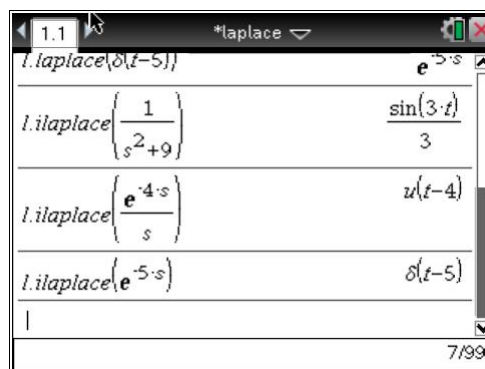 1.1 *laplace
l.laplace(δ(t−5)) e^-5·s
l.ilaplace(1/(s^2+9)) sin(3·t)/3
l.ilaplace(e^-4·s/s) u(t−4)
l.ilaplace(e^-5·s) δ(t−5)
7/99